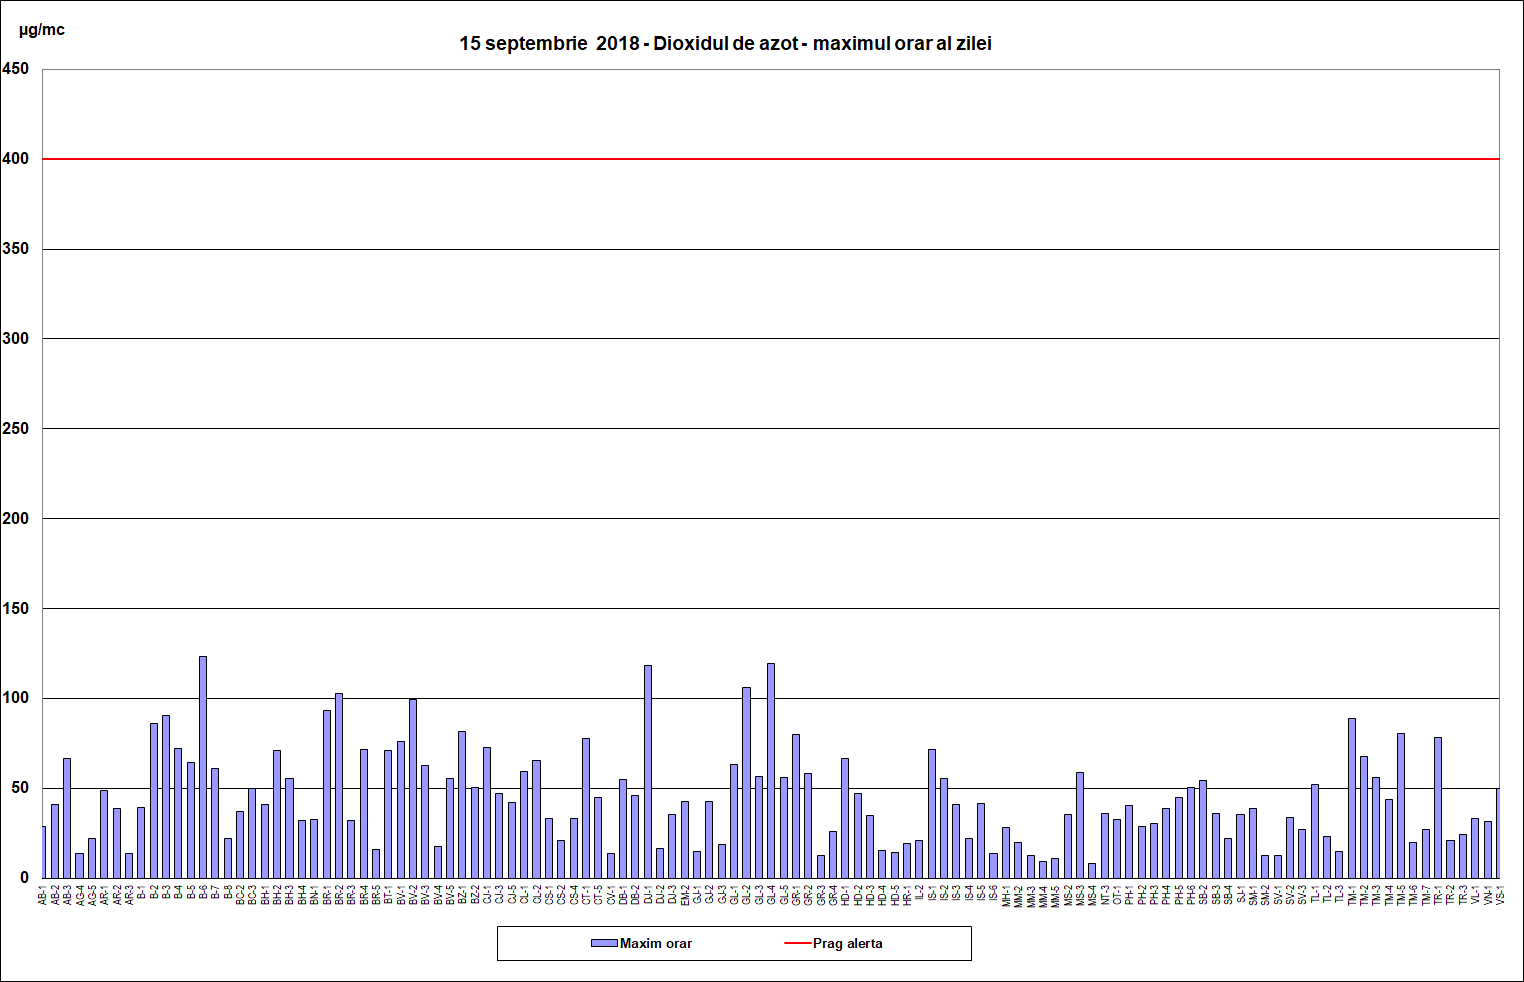 µg/mc
15 septembrie 2018 - Dioxidul de azot - maximul orar al zilei
450
400
350
300
250
200
150
100
50
0
AB-1 AB-2 AB-3 AG-4 AG-5 AR-1 AR-2 AR-3 B-1 B-2 B-3 B-4 B-5 B-6 B-7 B-8 BC-2 BC-3 BH-1 BH-2 BH-3 BH-4 BN-1 BR-1 BR-2 BR-3 BR-4 BR-5 BT-1 BV-1 BV-2 BV-3 BV-4 BV-5 BZ-1 BZ-2 CJ-1 CJ-3 CJ-5 CL-1 CL-2 CS-1 CS-2 CS-4 CT-1 CT-5 CV-1 DB-1 DB-2 DJ-1 DJ-2 DJ-3 EM-2 GJ-1 GJ-2 GJ-3 GL-1 GL-2 GL-3 GL-4 GL-5 GR-1 GR-2 GR-3 GR-4 HD-1 HD-2 HD-3 HD-4 HD-5 HR-1 IL-2 IS-1 IS-2 IS-3 IS-4 IS-5 IS-6 MH-1 MM-2 MM-3 MM-4 MM-5 MS-2 MS-3 MS-4 NT-3 OT-1 PH-1 PH-2 PH-3 PH-4 PH-5 PH-6 SB-2 SB-3 SB-4 SJ-1 SM-1 SM-2 SV-1 SV-2 SV-3 TL-1 TL-2 TL-3 TM-1 TM-2 TM-3 TM-4 TM-5 TM-6 TM-7 TR-1 TR-2 TR-3 VL-1 VN-1 VS-1
Maxim orar Prag alerta